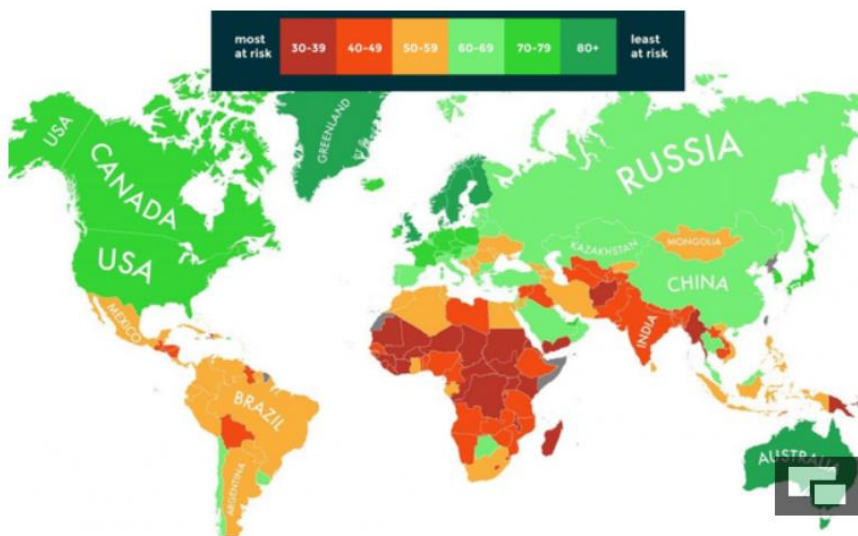 most
at risk
30-39
40-49
50-59
60-69
70-79
80+
least
at risk
GREENLAND
USA
CANADA
RUSSIA
USA
KAZAKHSTAN
MONGOLIA
CHINA
MEXICO
INDIA
BRAZIL
ARGENTINA
AUSTRALIA